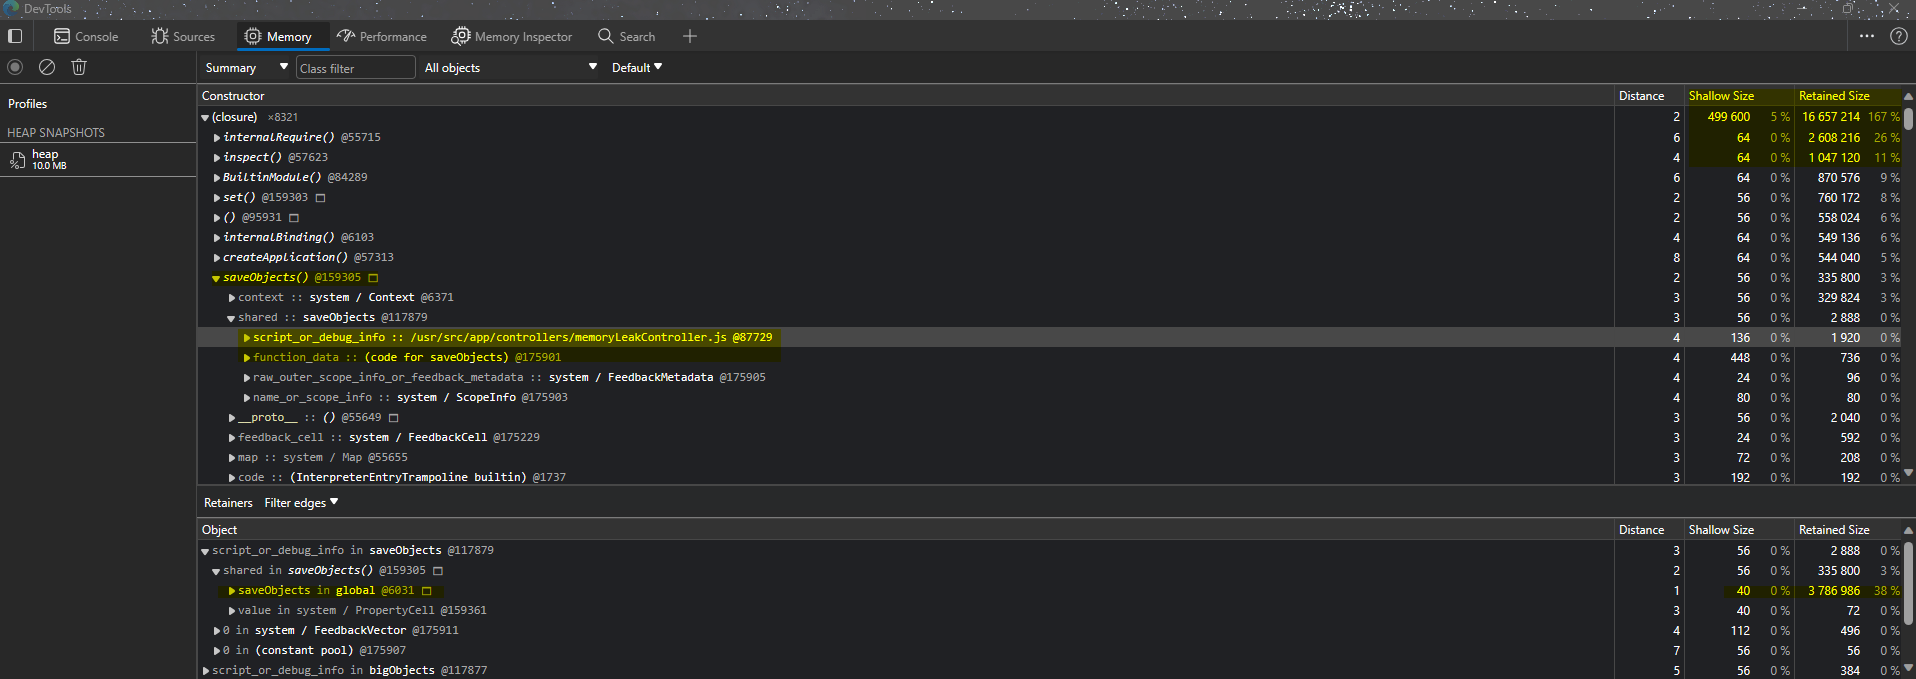 DevTools
Console Sources Memory Performance Memory Inspector Search
Summary Class filter All objects Default
Profiles
HEAP SNAPSHOTS
heap
10.0 MB
Constructor Distance Shallow Size Retained Size
(closure) ×8321 2 499 600 5 % 16 657 214 167 %
internalRequire() @55715 6 64 0 % 2 608 216 26 %
inspect() @57623 4 64 0 % 1 047 120 11 %
BuiltinModule() @84289 6 64 0 % 870 576 9 %
set() @159303 2 56 0 % 760 172 8 %
() @95931 2 56 0 % 558 024 6 %
internalBinding() @6103 4 64 0 % 549 136 6 %
createApplication() @57313 8 64 0 % 544 040 5 %
saveObjects() @159305 2 56 0 % 335 800 3 %
context :: system / Context @6371 3 56 0 % 329 824 3 %
shared :: saveObjects @117879 3 56 0 % 2 888 0 %
script_or_debug_info :: /usr/src/app/controllers/memoryLeakController.js @87729 4 136 0 % 1 920 0 %
function_data :: (code for saveObjects) @175901 4 448 0 % 736 0 %
raw_outer_scope_info_or_feedback_metadata :: system / FeedbackMetadata @175905 4 24 0 % 96 0 %
name_or_scope_info :: system / ScopeInfo @175903 4 80 0 % 80 0 %
__proto__ :: () @55649 3 56 0 % 2 040 0 %
feedback_cell :: system / FeedbackCell @175229 3 24 0 % 592 0 %
map :: system / Map @55655 3 72 0 % 208 0 %
code :: (InterpreterEntryTrampoline builtin) @1737 3 192 0 % 192 0 %
Retainers Filter edges
Object Distance Shallow Size Retained Size
script_or_debug_info in saveObjects @117879 3 56 0 % 2 888 0 %
shared in saveObjects() @159305 2 56 0 % 335 800 3 %
saveObjects in global @6031 1 40 0 % 3 786 986 38 %
value in system / PropertyCell @159361 3 40 0 % 72 0 %
0 in system / FeedbackVector @175911 4 112 0 % 496 0 %
0 in (constant pool) @175907 7 56 0 % 56 0 %
script_or_debug_info in bigObjects @117877 5 56 0 % 384 0 %